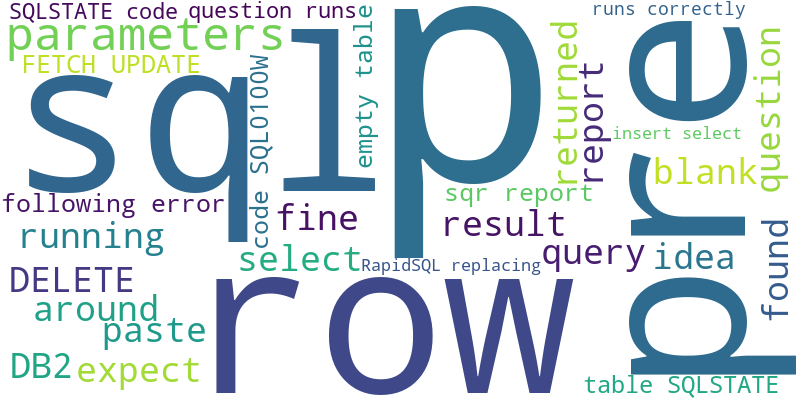 SQLSTATE code
question runs
runs correctly
parameters
FETCH UPDATE
sql
p
pre
row
code SQL0100W
empty table
returned
report
question
insert select
blank
sqr report
following error
fine
result
running
select
RapidSQL replacing
query
idea
found
DELETE
around
paste
DB2
expect
table SQLSTATE